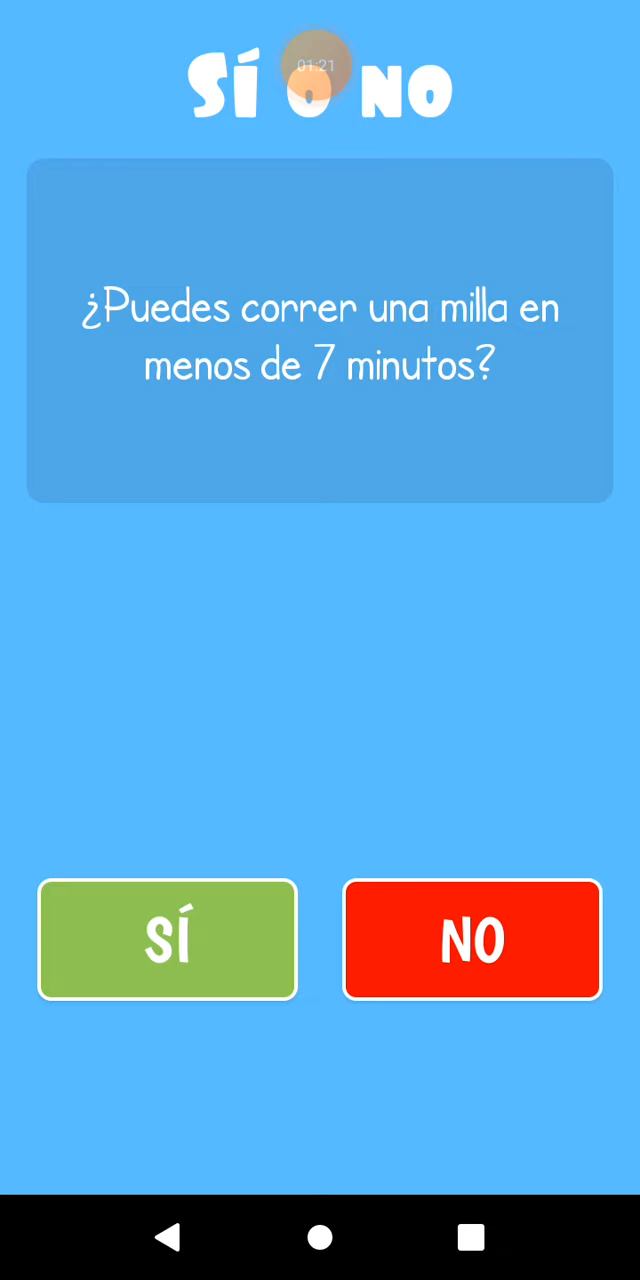 SÍ O NO
01:21
¿Puedes correr una milla en
menos de 7 minutos?
SÍ
NO